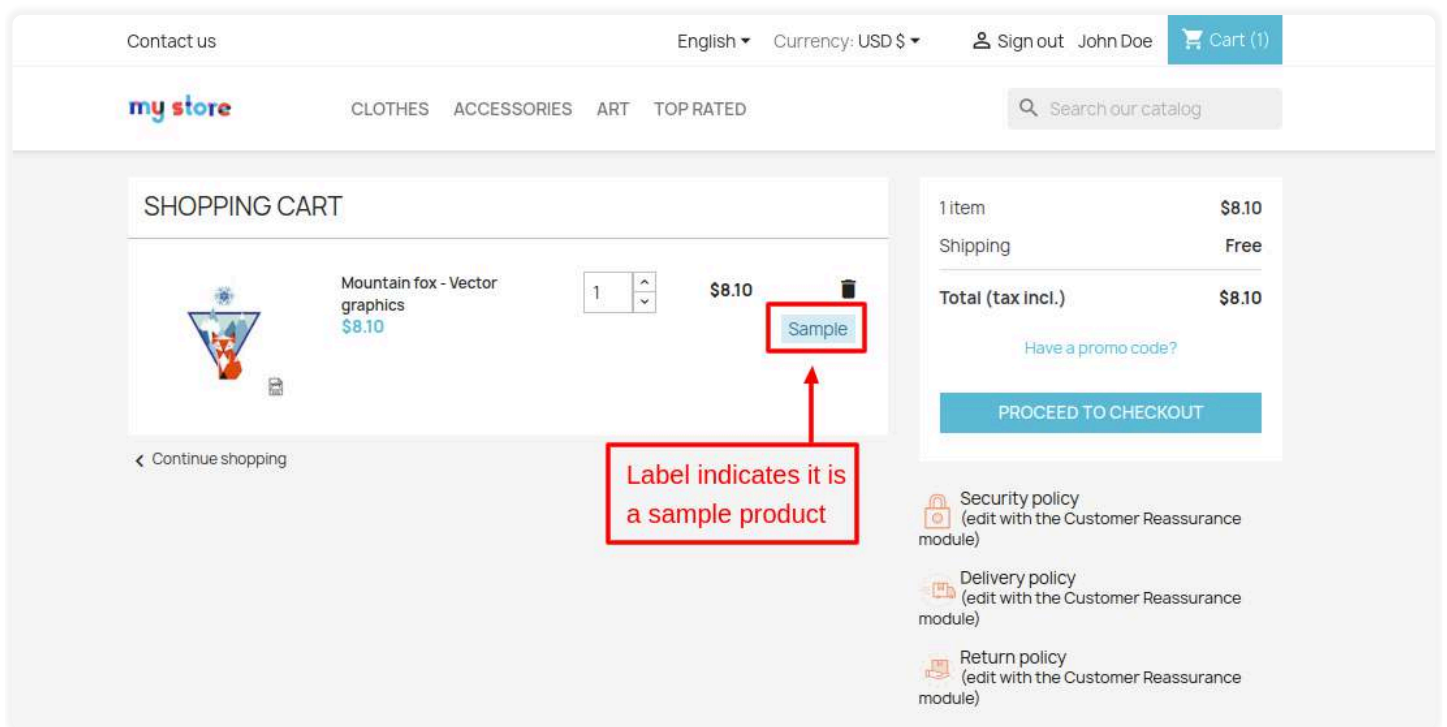 Contact us
English
Currency: USD $
Sign out
John Doe
Cart (1)
my store
CLOTHES
ACCESSORIES
ART
TOP RATED
Search our catalog
SHOPPING CART
Mountain fox - Vector
graphics
$8.10
1
$8.10
Sample
Continue shopping
Label indicates it is
a sample product
1 item $8.10
Shipping Free
Total (tax incl.) $8.10
Have a promo code?
PROCEED TO CHECKOUT
Security policy
(edit with the Customer Reassurance
module)
Delivery policy
(edit with the Customer Reassurance
module)
Return policy
(edit with the Customer Reassurance
module)